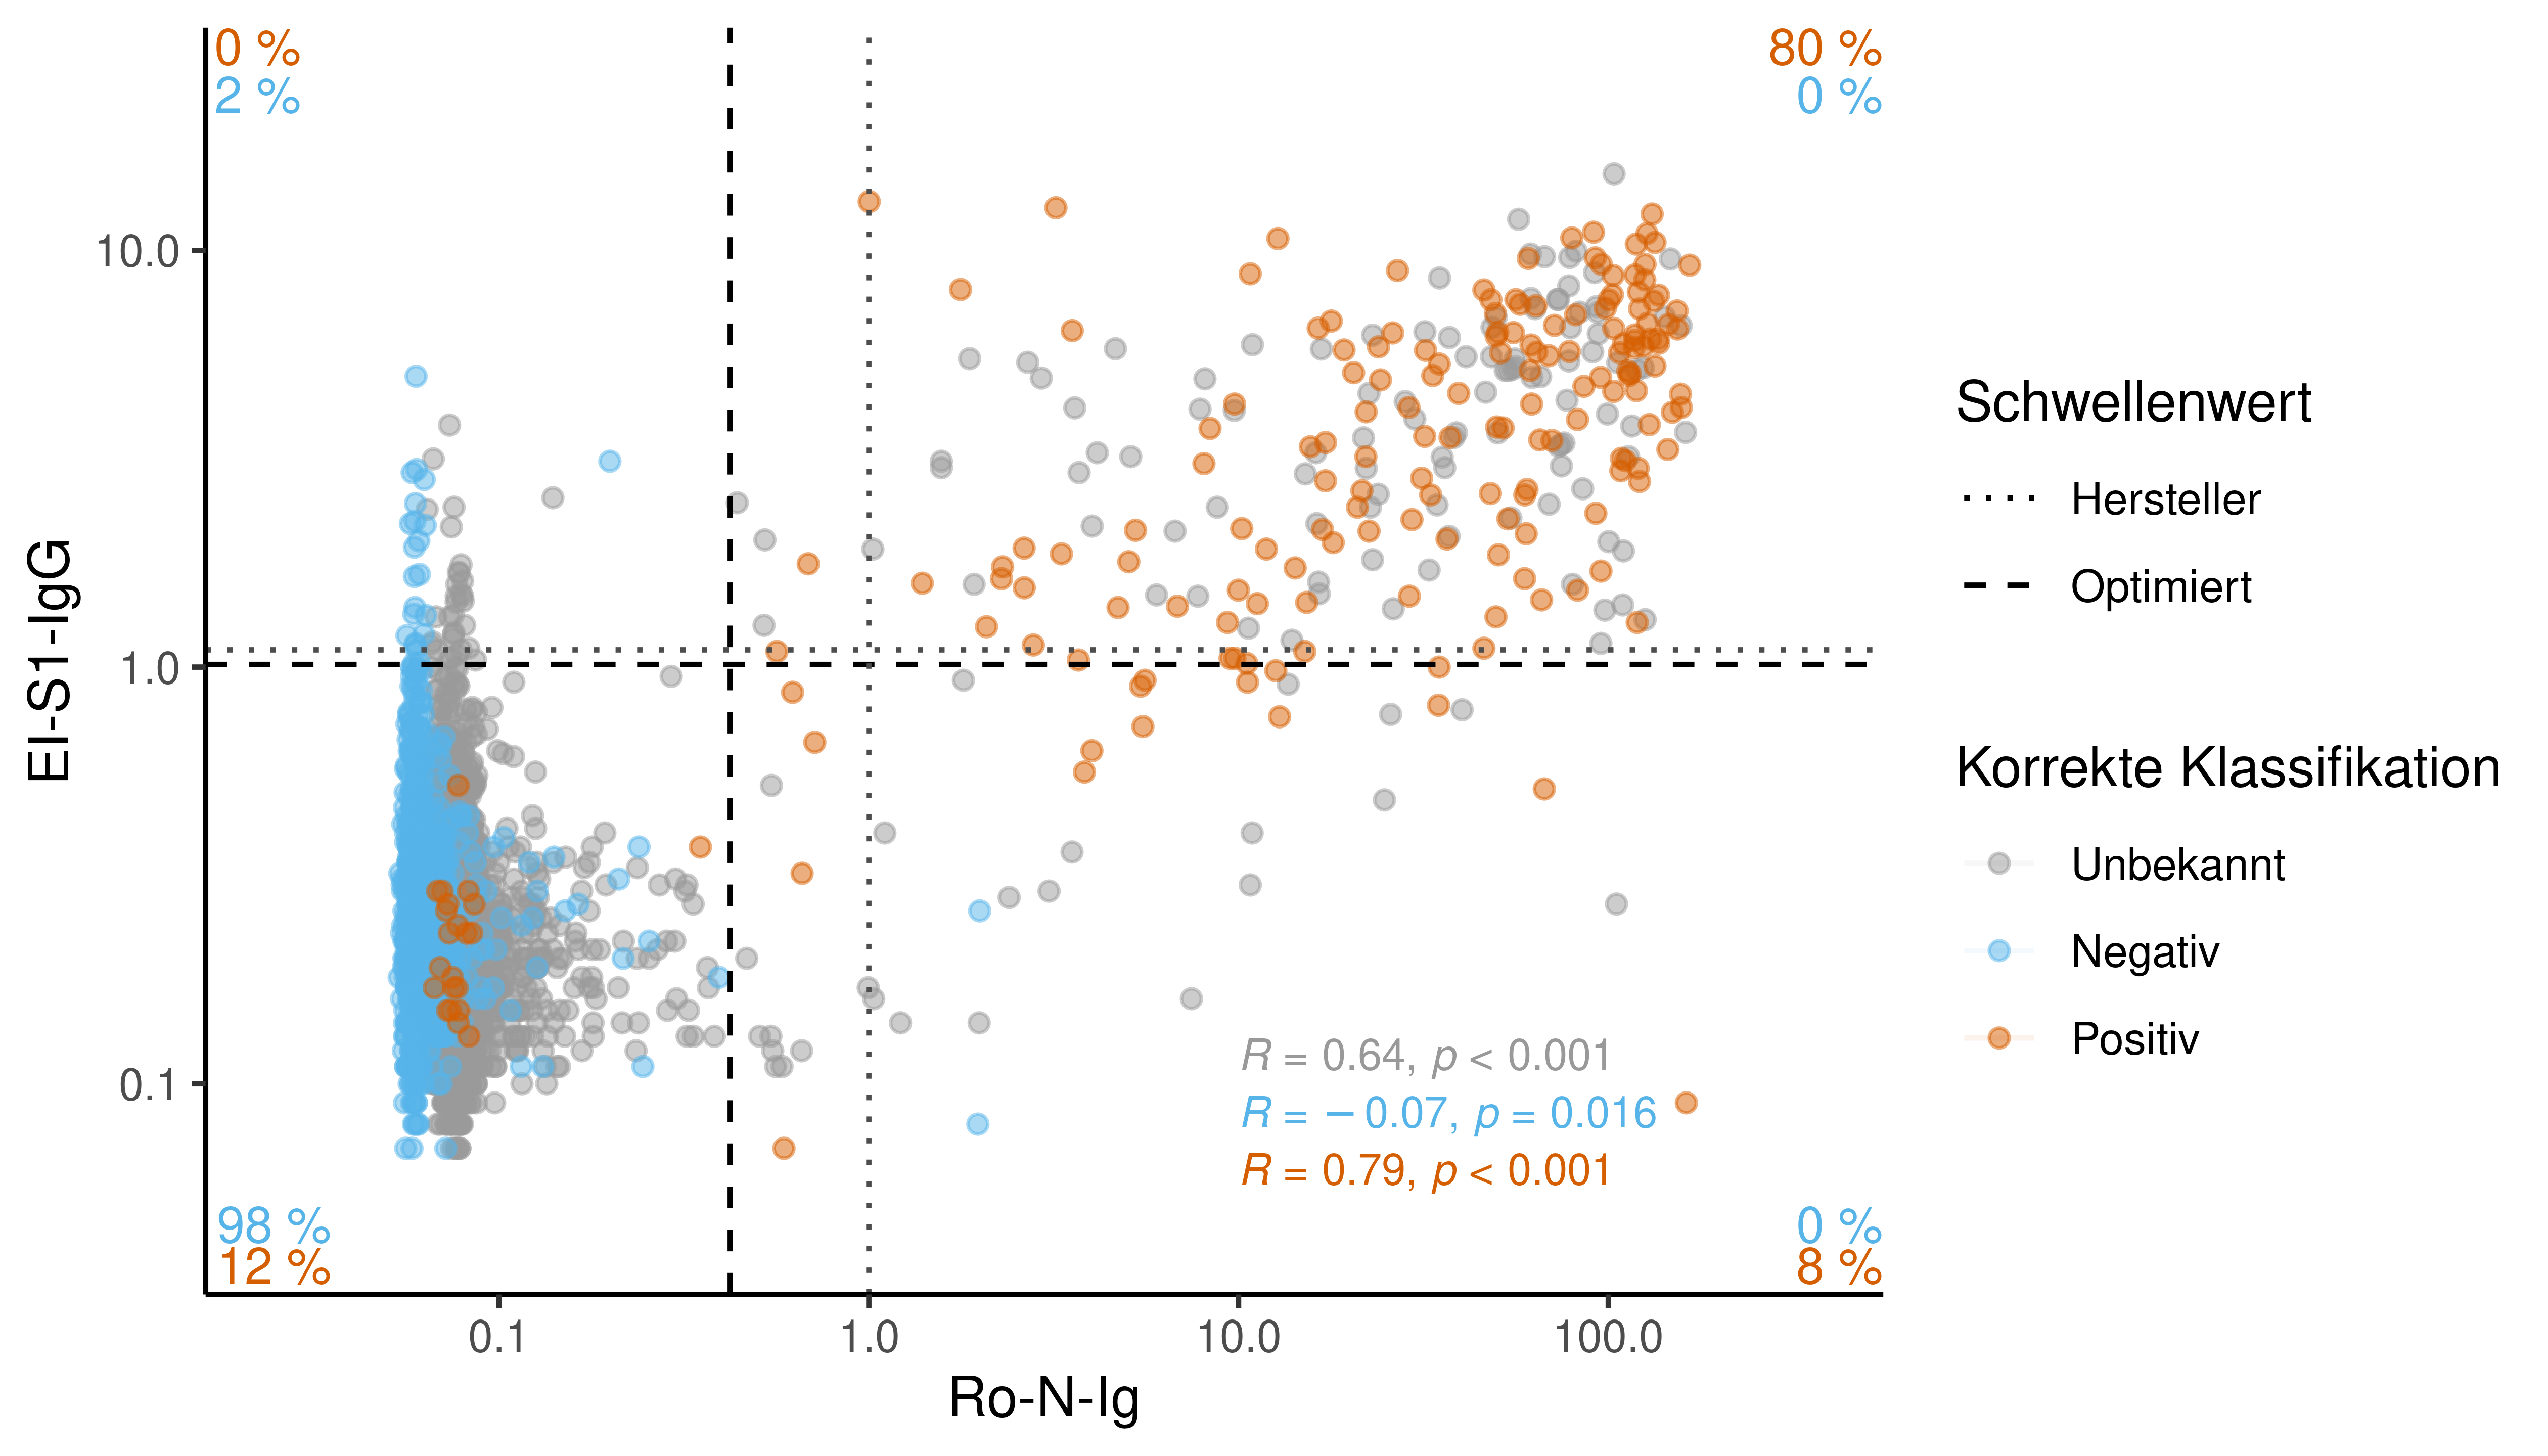 0 %
2 %
80 %
0 %
10.0
1.0
0.1
EI-S1-IgG
R = 0.64, p < 0.001
R = −0.07, p = 0.016
R = 0.79, p < 0.001
98 %
12 %
0 %
8 %
0.1
1.0
10.0
100.0
Ro-N-Ig
Schwellenwert
Hersteller
Optimiert
Korrekte Klassifikation
Unbekannt
Negativ
Positiv